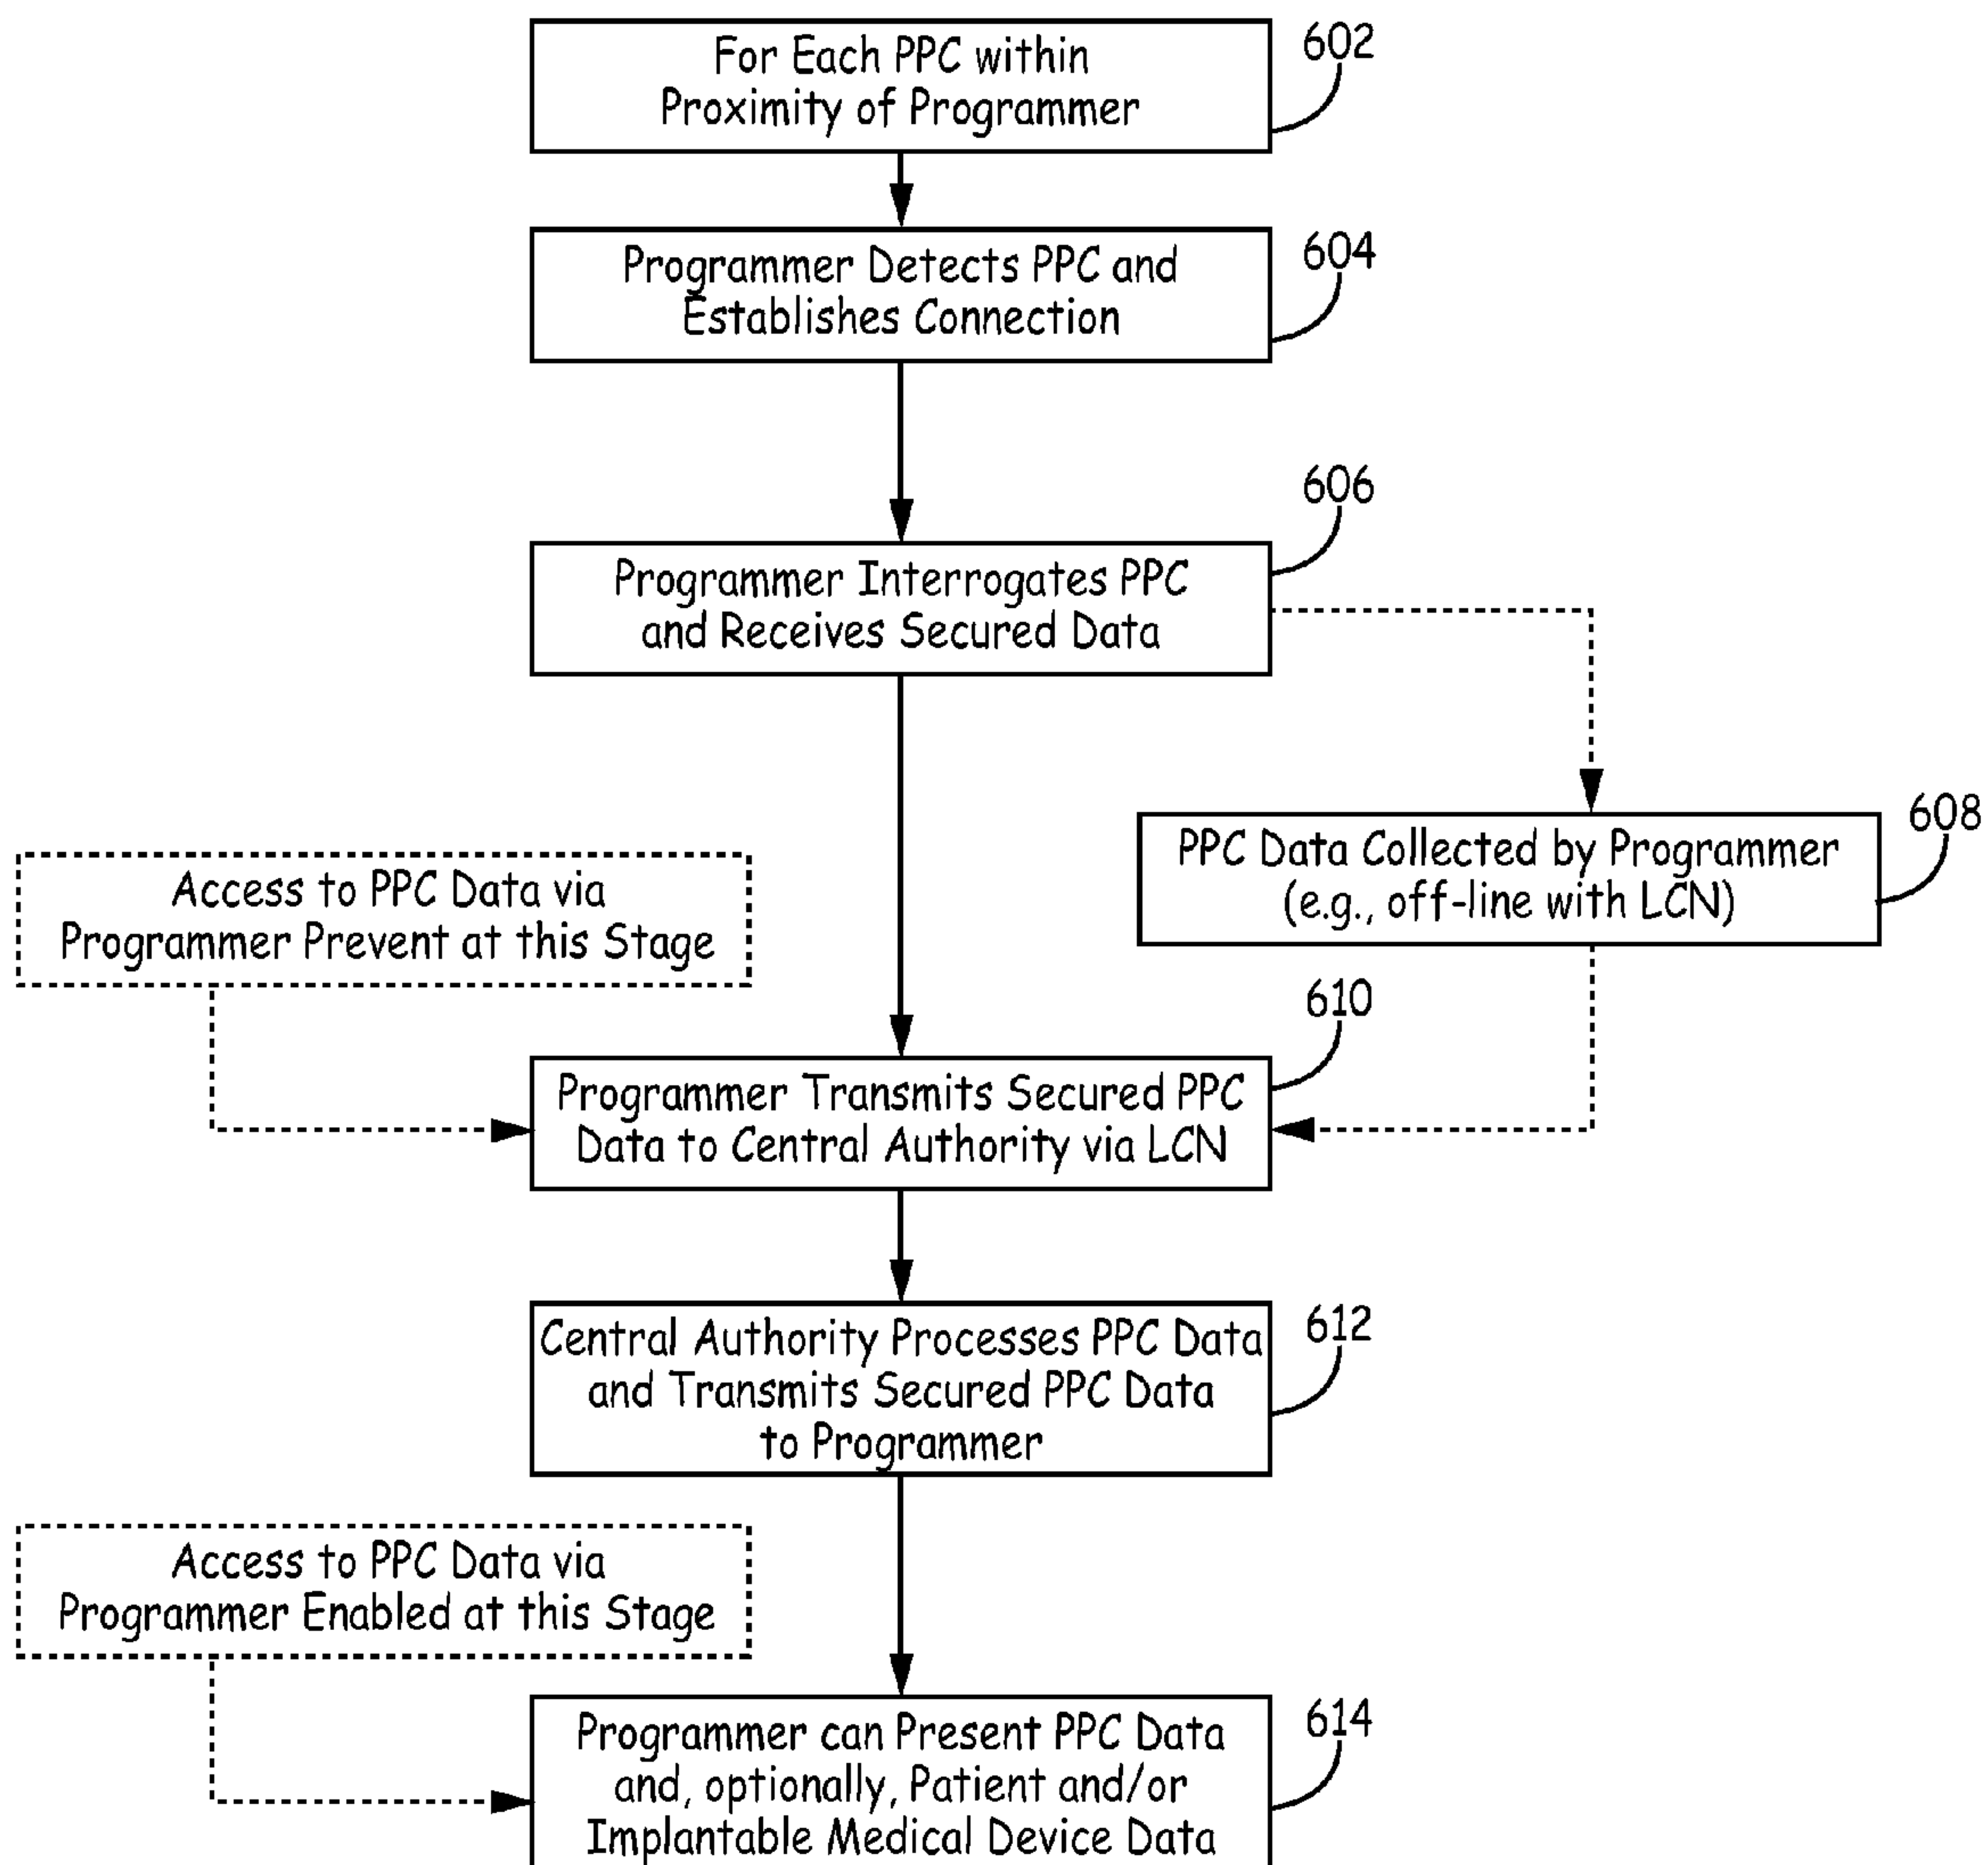 For Each PPC within
Proximity of Programmer
602
Programmer Detects PPC and
Establishes Connection
604
Programmer Interrogates PPC
and Receives Secured Data
606
PPC Data Collected by Programmer
(e.g., off-line with LCN)
608
Access to PPC Data via
Programmer Prevent at this Stage
Programmer Transmits Secured PPC
Data to Central Authority via LCN
610
Central Authority Processes PPC Data
and Transmits Secured PPC Data
to Programmer
612
Access to PPC Data via
Programmer Enabled at this Stage
Programmer can Present PPC Data
and, optionally, Patient and/or
Implantable Medical Device Data
614